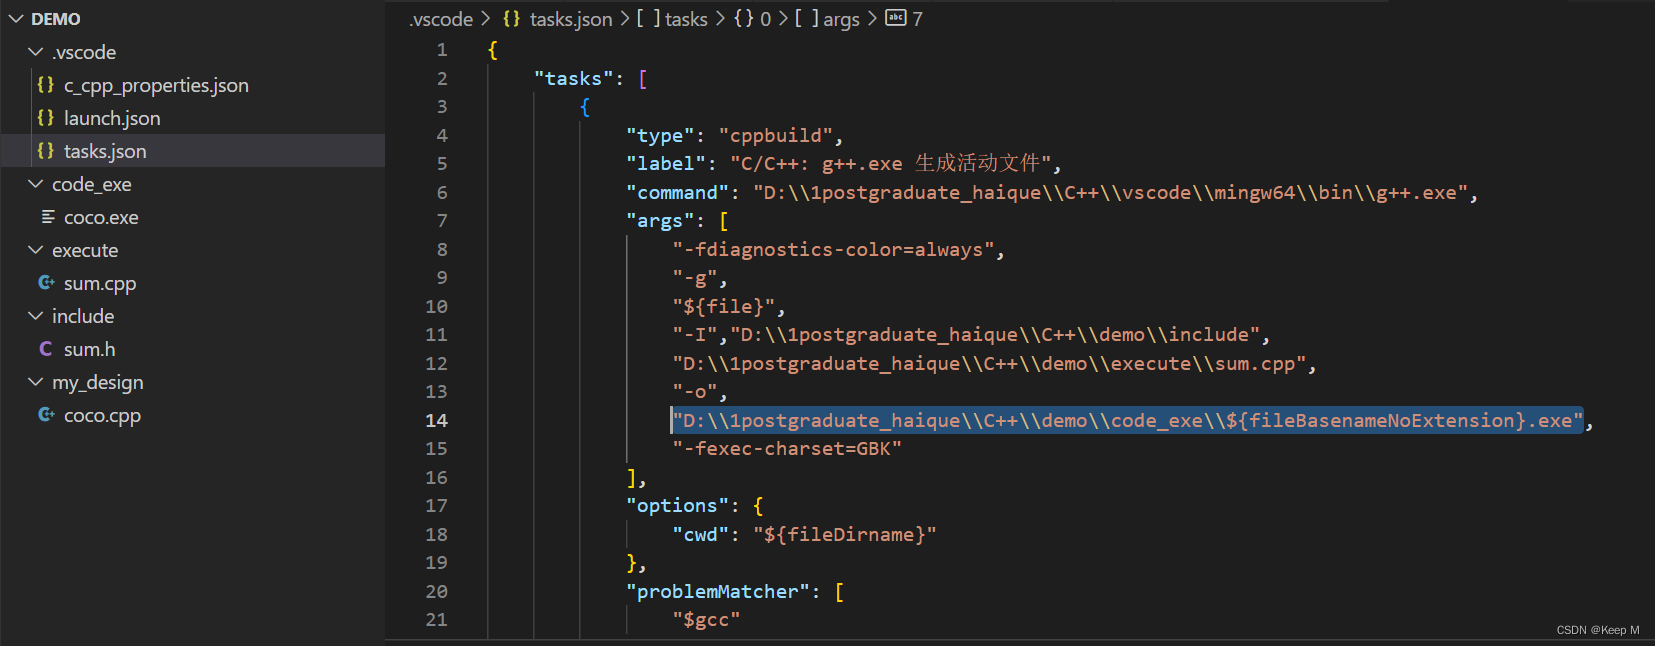 DEMO
.vscode
c_cpp_properties.json
launch.json
tasks.json
code_exe
coco.exe
execute
sum.cpp
include
sum.h
my_design
coco.cpp
.vscode > {} tasks.json > [ ] tasks > {} 0 > [ ] args > abc 7
1 {
2 "tasks": [
3 {
4 "type": "cppbuild",
5 "label": "C/C++: g++.exe 生成活动文件",
6 "command": "D:\\1postgraduate_haique\\C++\\vscode\\mingw64\\bin\\g++.exe",
7 "args": [
8 "-fdiagnostics-color=always",
9 "-g",
10 "${file}",
11 "-I","D:\\1postgraduate_haique\\C++\\demo\\include",
12 "D:\\1postgraduate_haique\\C++\\demo\\execute\\sum.cpp",
13 "-o",
14 "D:\\1postgraduate_haique\\C++\\demo\\code_exe\\${fileBasenameNoExtension}.exe",
15 "-fexec-charset=GBK"
16 ],
17 "options": {
18 "cwd": "${fileDirname}"
19 },
20 "problemMatcher": [
21 "$gcc"
CSDN @Keep M